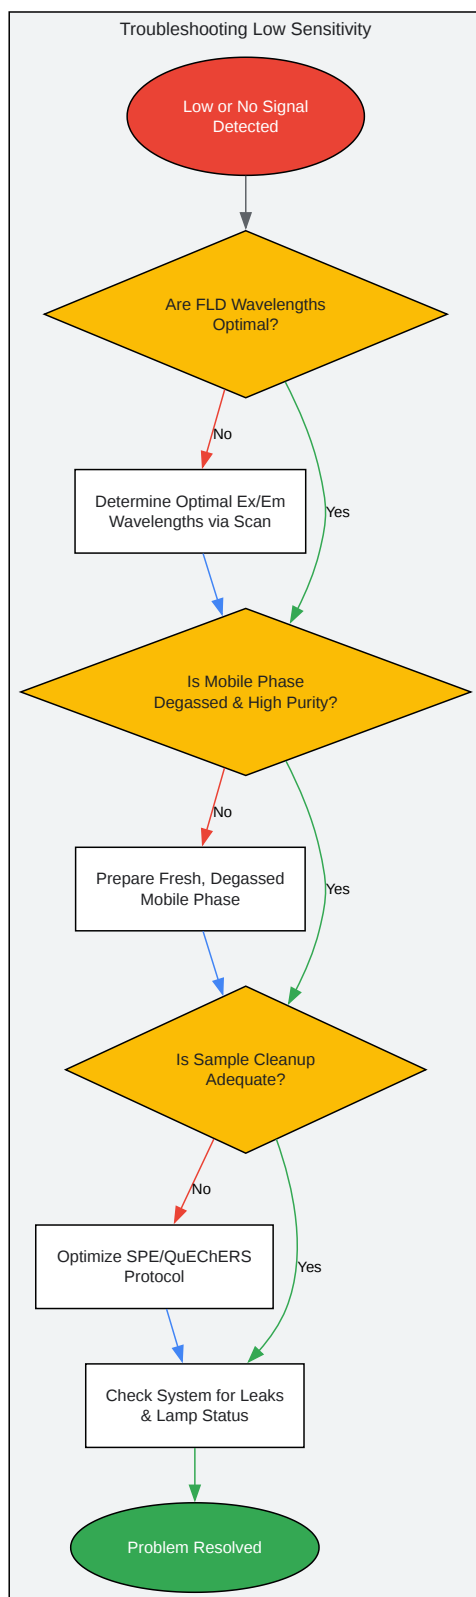 Troubleshooting Low Sensitivity
Low or No Signal
Detected
Are FLD Wavelengths
Optimal?
No
Determine Optimal Ex/Em
Wavelengths via Scan
Yes
Is Mobile Phase
Degassed & High Purity?
No
Prepare Fresh, Degassed
Mobile Phase
Yes
Is Sample Cleanup
Adequate?
No
Optimize SPE/QuEChERS
Protocol
Yes
Check System for Leaks
& Lamp Status
Problem Resolved